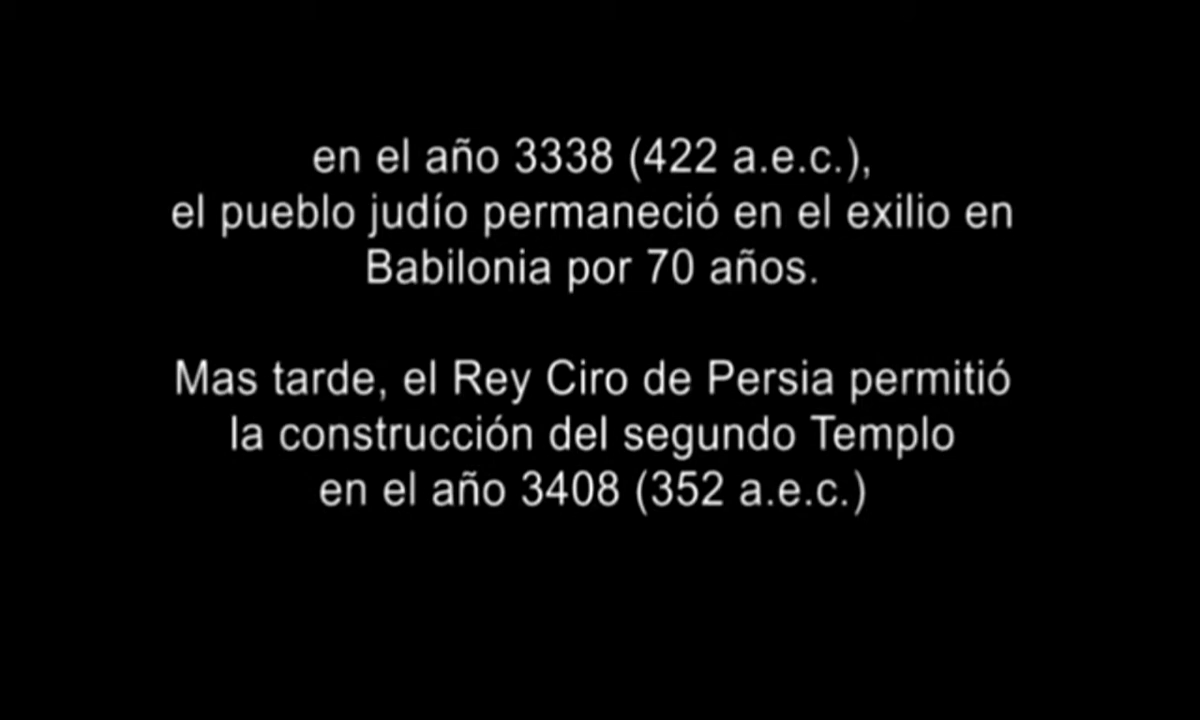 en el año 3338 (422 a.e.c.),
el pueblo judío permaneció en el exilio en
Babilonia por 70 años.
Mas tarde, el Rey Ciro de Persia permitió
la construcción del segundo Templo
en el año 3408 (352 a.e.c.)